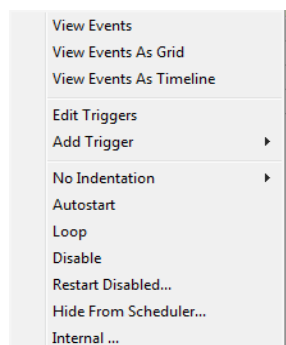 View Events
View Events As Grid
View Events As Timeline
Edit Triggers
Add Trigger
No Indentation
Autostart
Loop
Disable
Restart Disabled...
Hide From Scheduler...
Internal ...